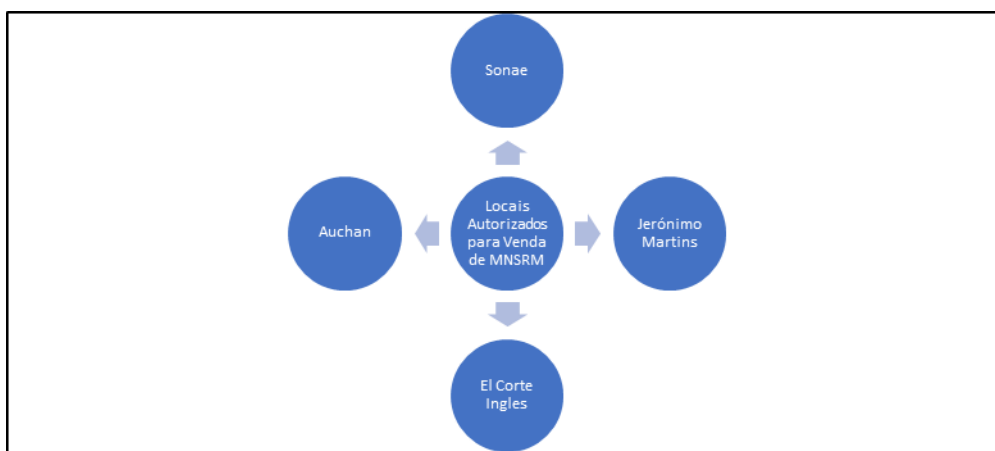 Sonae
Auchan
Locais
Autorizados
para Venda
de MNSRM
Jerónimo
Martins
El Corte
Ingles